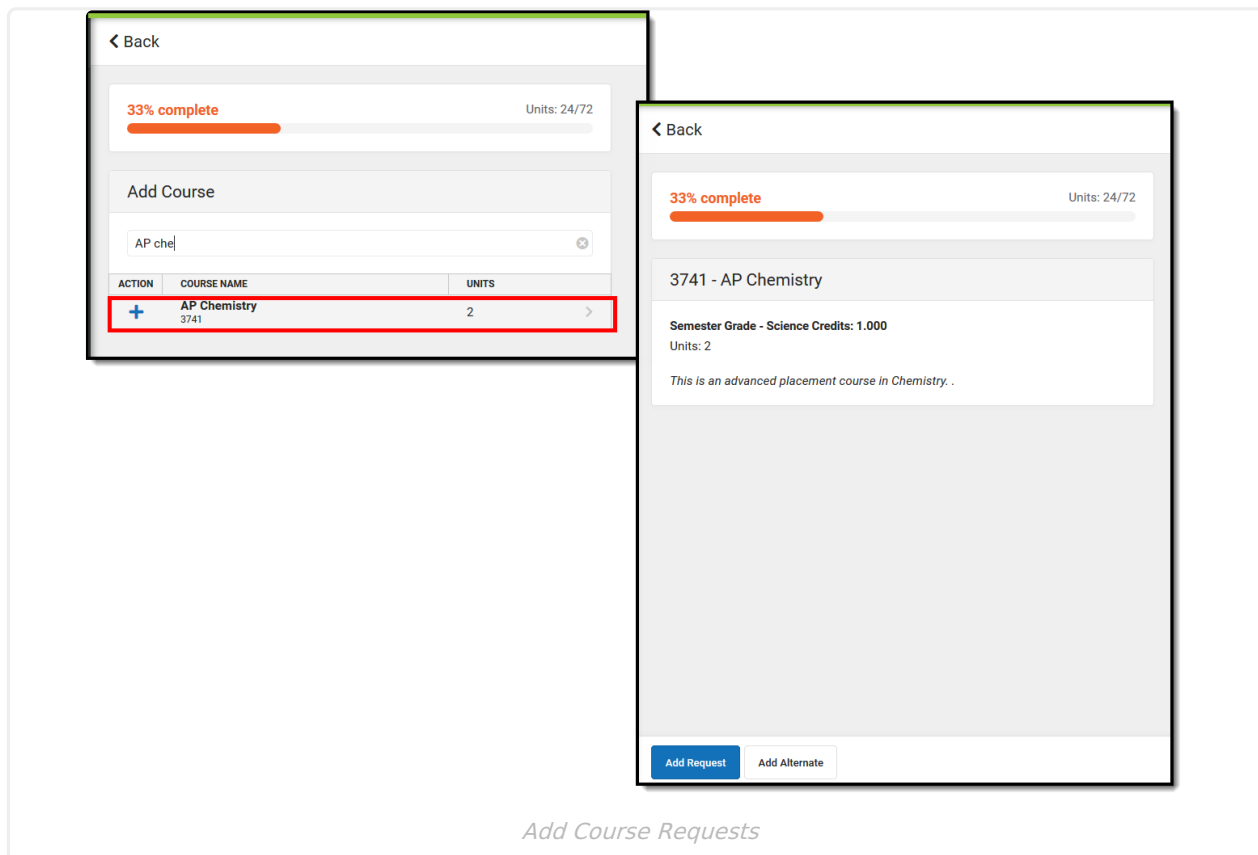 Back
33% complete Units: 24/72
Add Course
AP che
ACTION COURSE NAME UNITS
AP Chemistry 2
3741
Back
33% complete Units: 24/72
3741 - AP Chemistry
Semester Grade - Science Credits: 1.000
Units: 2
This is an advanced placement course in Chemistry. .
Add Request Add Alternate
Add Course Requests